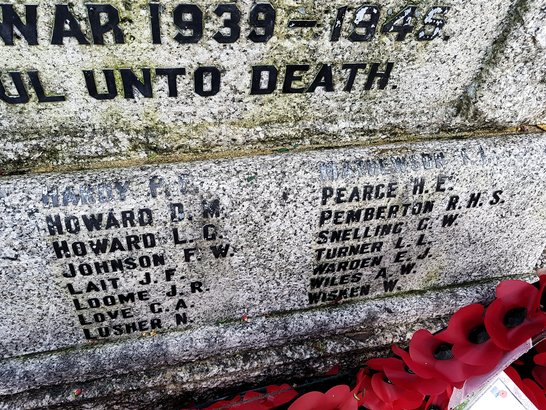 WAR 1939-1945
UL UNTO DEATH.
HARDY P.
HOWARD D. M.
HOWARD L. C.
JOHNSON F. W.
LAIT J. F.
LOOME J. R.
LOVE C. A.
LUSHER N.
PEARCE H. E.
PEMBERTON R. H. S.
SNELLING G. W.
TURNER L. L.
WARDEN E. J.
WILES A. W.
WISKEN W.